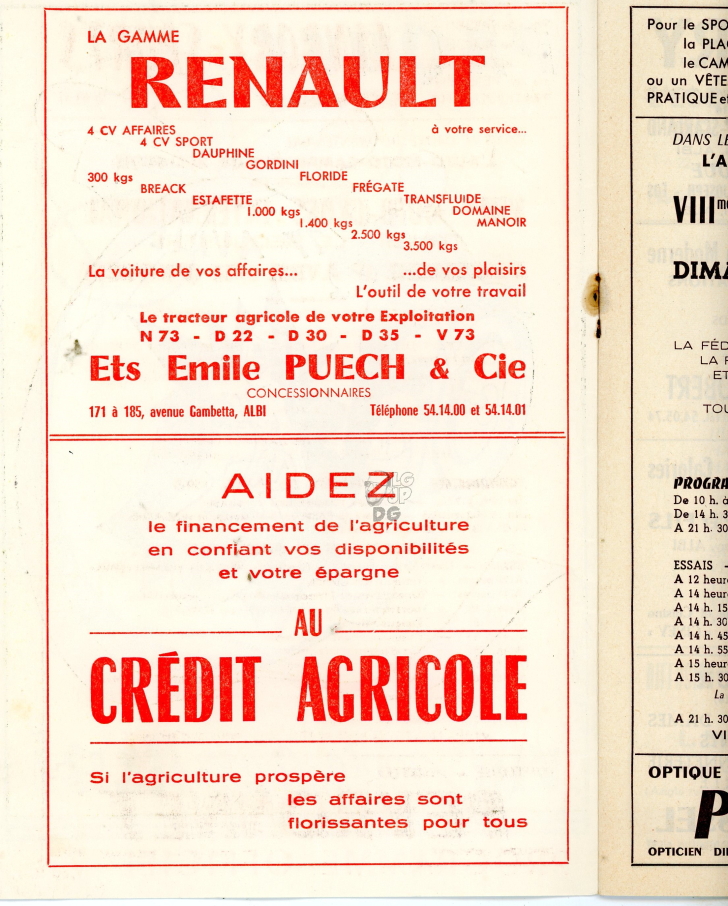 LA GAMME
RENAULT
4 CV AFFAIRES
à votre service...
4 CV SPORT
DAUPHINE
GORDINI
300 kgs
FLORIDE
BREACK
FRÉGATE
ESTAFETTE
TRANSFLUIDE
1.000 kgs
DOMAINE
1.400 kgs
MANOIR
2.500 kgs
3.500 kgs
La voiture de vos affaires...
...de vos plaisirs
L'outil de votre travail
Le tracteur agricole de votre Exploitation
N 73 - D 22 - D 30 - D 35 - V 73
Ets Emile PUECH & Cie
CONCESSIONNAIRES
171 à 185, avenue Gambetta, ALBI
Téléphone 54.14.00 et 54.14.01
AIDEZ
le financement de l'agriculture
en confiant vos disponibilités
et votre épargne
AU
CRÉDIT AGRICOLE
Si l'agriculture prospère
les affaires sont
florissantes pour tous
Pour le SPO
la PLA
le CAM
ou un VÊTE
PRATIQUE et
DANS LE
L'A
VIIIme
DIMA
LA FÉD
LA F
ET
TOU
PROGRA
De 10 h. à
De 14 h. 3
A 21 h. 30
ESSAIS -
A 12 heur
A 14 heur
A 14 h. 15
A 14 h. 30
A 14 h. 45
A 14 h. 55
A 15 heur
A 15 h. 30
La
A 21 h. 30
VI
OPTIQUE
P
OPTICIEN DI